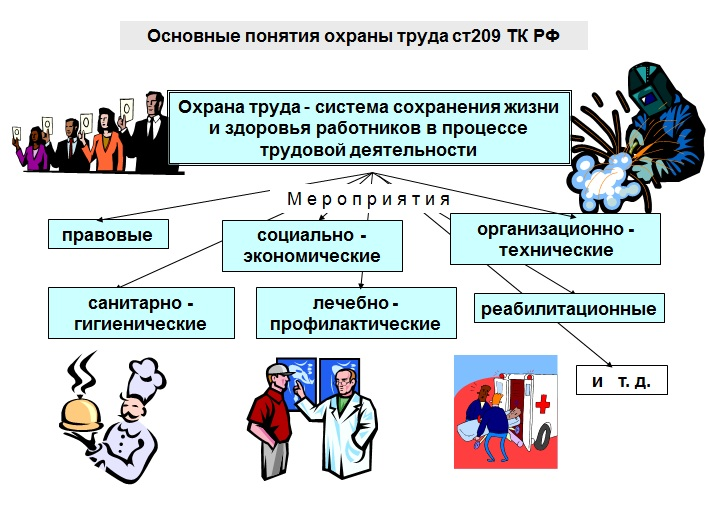 Основные понятия охраны труда ст209 ТК РФ
Охрана труда - система сохранения жизни
и здоровья работников в процессе
трудовой деятельности
Мероприятия
правовые
социально -
экономические
организационно -
технические
санитарно -
гигиенические
лечебно -
профилактические
реабилитационные
и т. д.